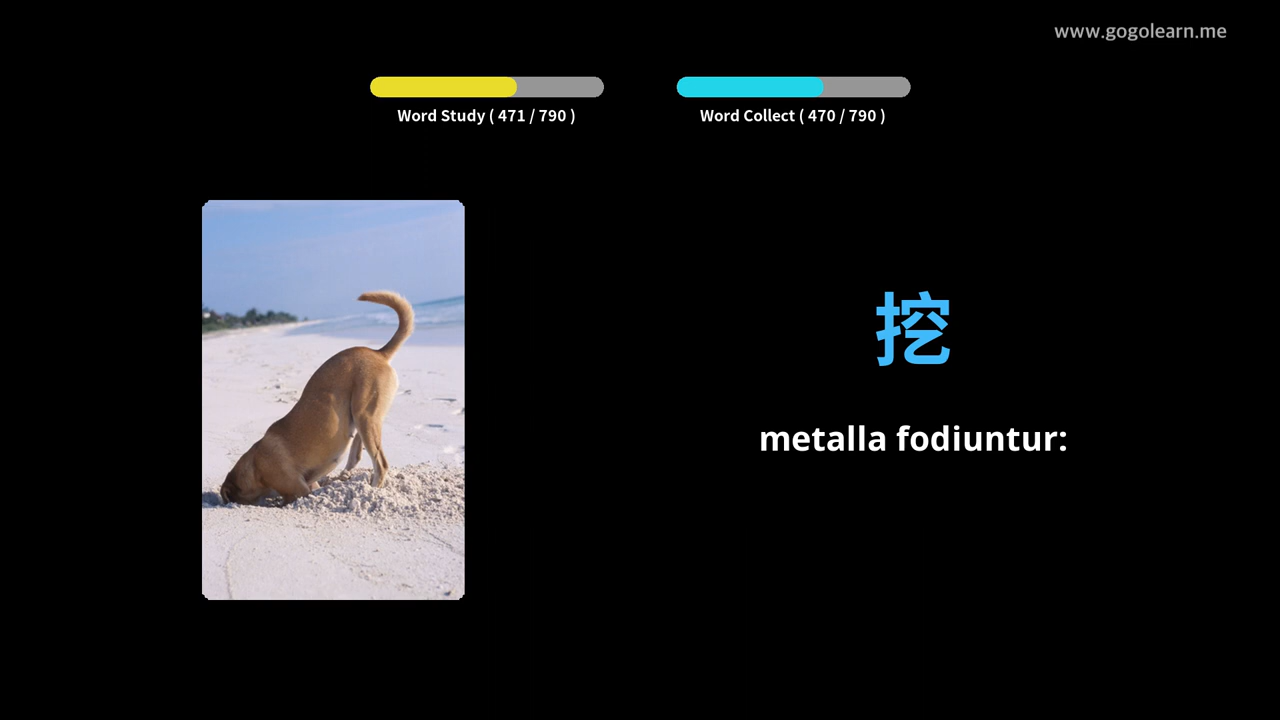 www.gogolearn.me
Word Study ( 471 / 790 )
Word Collect ( 470 / 790 )
挖
metalla fodiuntur: